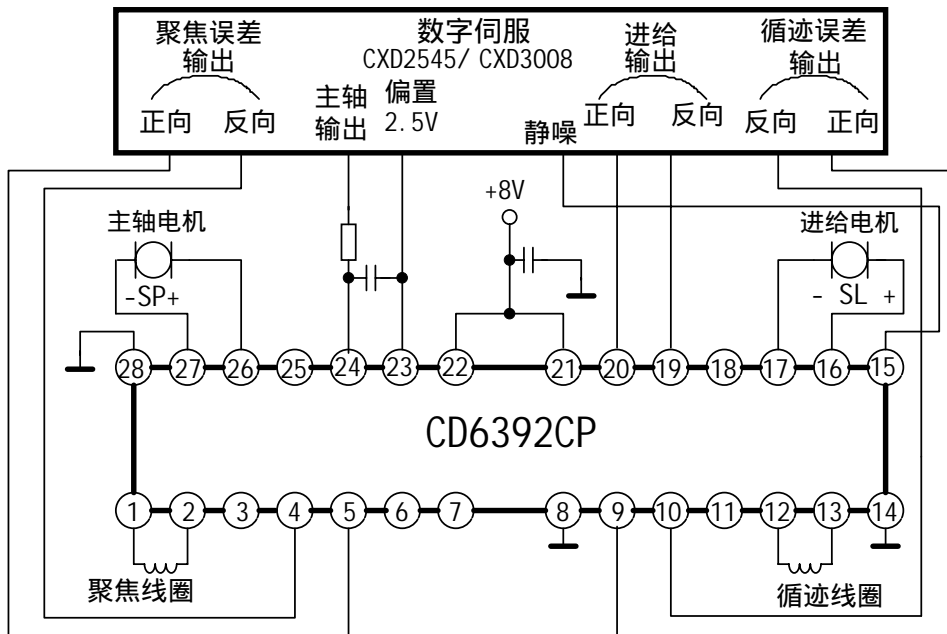 聚焦误差
输出
正向 反向
数字伺服
CXD2545/ CXD3008
主轴
输出
偏置
2.5V
静噪
进给
输出
正向 反向
循迹误差
输出
反向 正向
+8V
主轴电机
-SP+
进给电机
- SL +
28 27 26 25 24 23 22 21 20 19 18 17 16 15
CD6392CP
1 2 3 4 5 6 7 8 9 10 11 12 13 14
聚焦线圈
循迹线圈